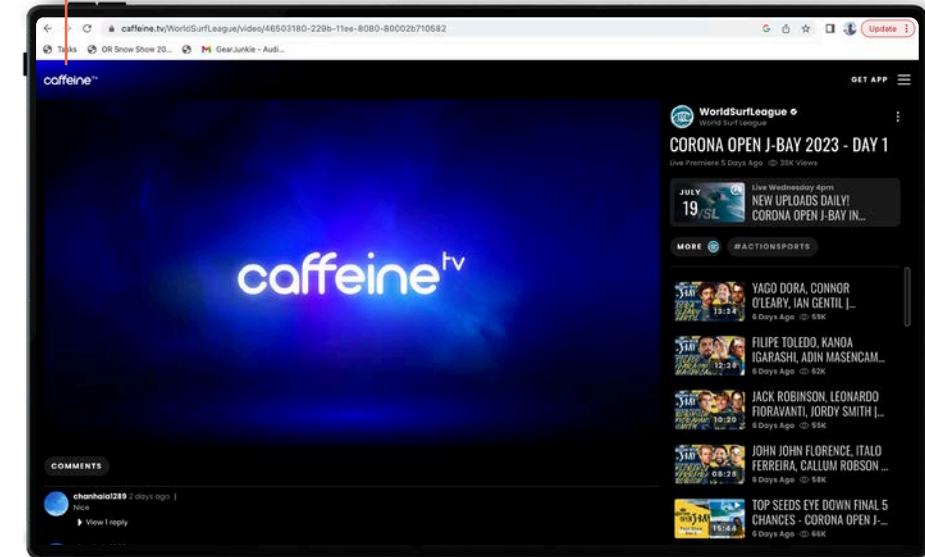 caffeine.tv/WorldSurfLeague/video/46503180-229b-11ee-8080-80002b710582
Update
Tasks OR Snow Show 20... GearJunkie - Audi...
caffeine tv
GET APP
WorldSurfLeague
World Surf League
CORONA OPEN J-BAY 2023 - DAY 1
Live Premiere 5 Days Ago 35K Views
JULY
19
Live Wednesday 4pm
NEW UPLOADS DAILY!
CORONA OPEN J-BAY IN...
MORE #ACTIONSPORTS
caffeine tv
YAGO DORA, CONNOR
O'LEARY, IAN GENTIL |...
6 Days Ago 59K
13:34
FILIPE TOLEDO, KANOA
IGARASHI, ADIN MASENCAM...
6 Days Ago 62K
12:28
JACK ROBINSON, LEONARDO
FIORAVANTI, JORDY SMITH |...
6 Days Ago 55K
10:20
JOHN JOHN FLORENCE, ITALO
FERREIRA, CALLUM ROBSON ...
6 Days Ago 58K
08:28
TOP SEEDS EYE DOWN FINAL 5
CHANCES - CORONA OPEN J-...
6 Days Ago 66K
15:44
COMMENTS
chanhaia1289 2 days ago |
Nice
View 1 reply